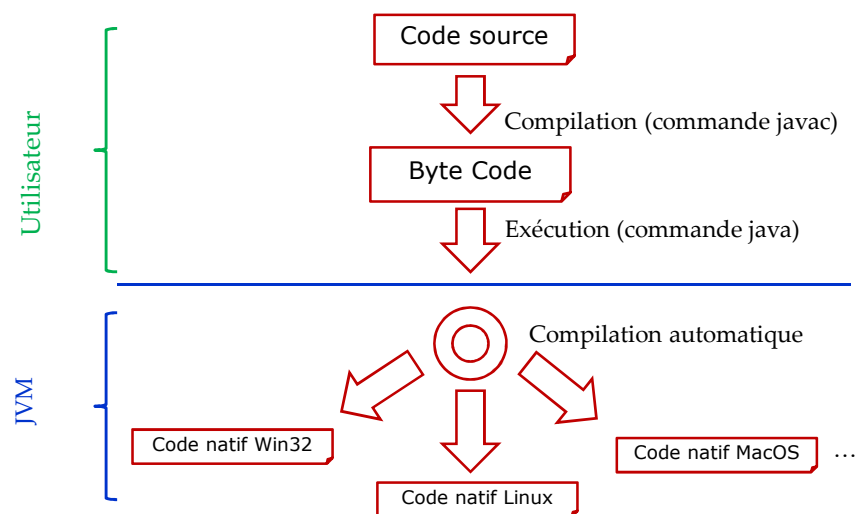 Code source
Compilation (commande javac)
Utilisateur
Byte Code
Exécution (commande java)
Compilation automatique
JVM
Code natif Win32
Code natif MacOS
...
Code natif Linux